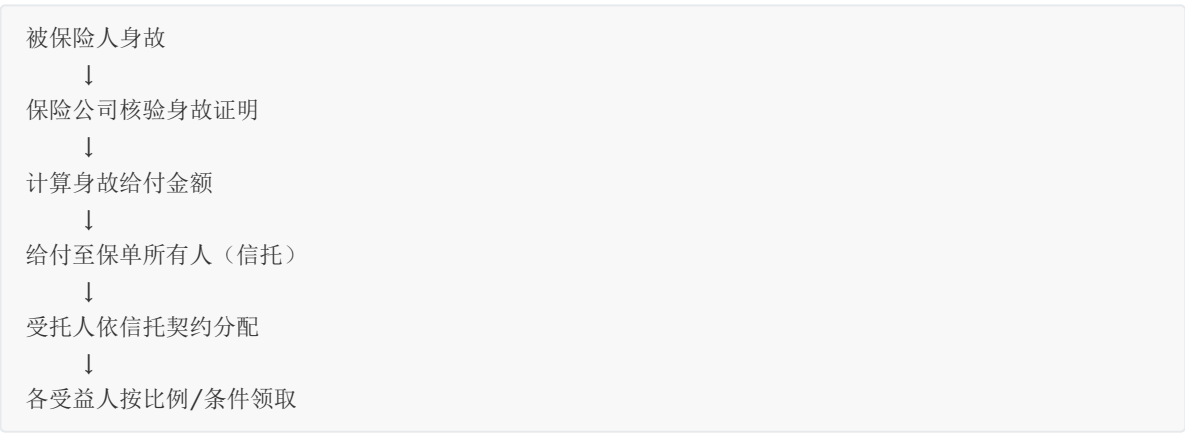 被保险人身故
↓
保险公司核验身故证明
↓
计算身故给付金额
↓
给付至保单所有人（信托）
↓
受托人依信托契约分配
↓
各受益人按比例/条件领取